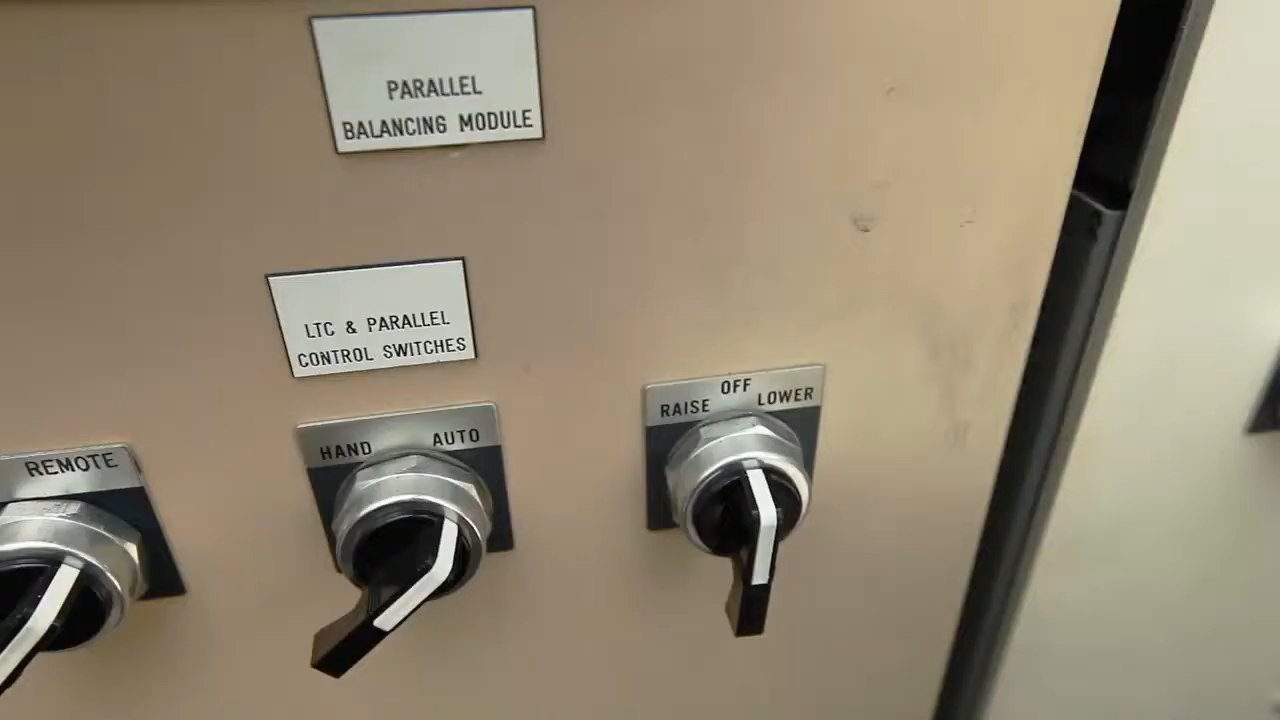 PARALLEL
BALANCING MODULE
LTC & PARALLEL
CONTROL SWITCHES
REMOTE
HAND AUTO
RAISE OFF LOWER